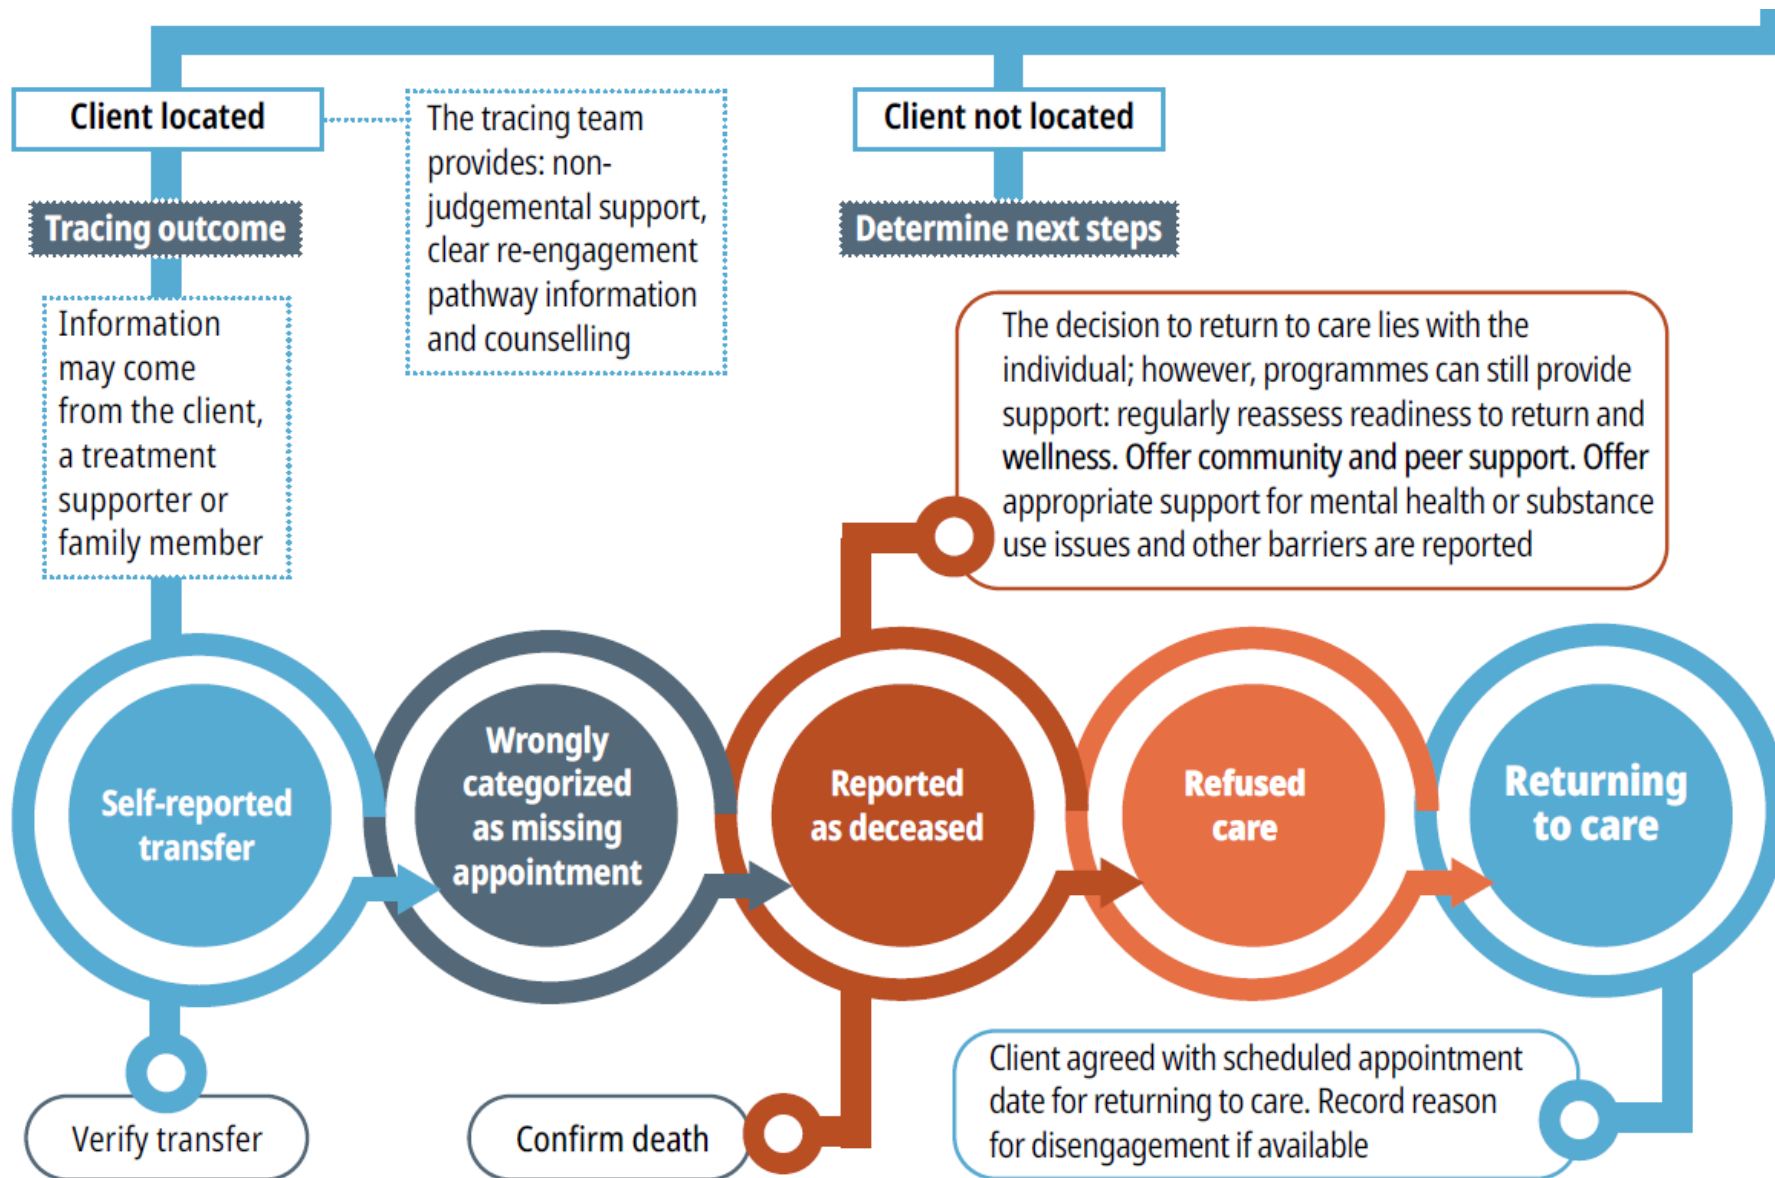 Client located
The tracing team
provides: non-
judgemental support,
clear re-engagement
pathway information
and counselling
Client not located
Tracing outcome
Determine next steps
Information
may come
from the client,
a treatment
supporter or
family member
The decision to return to care lies with the
individual; however, programmes can still provide
support: regularly reassess readiness to return and
wellness. Offer community and peer support. Offer
appropriate support for mental health or substance
use issues and other barriers are reported
Self-reported
transfer
Wrongly
categorized
as missing
appointment
Reported
as deceased
Refused
care
Returning
to care
Verify transfer
Confirm death
Client agreed with scheduled appointment
date for returning to care. Record reason
for disengagement if available